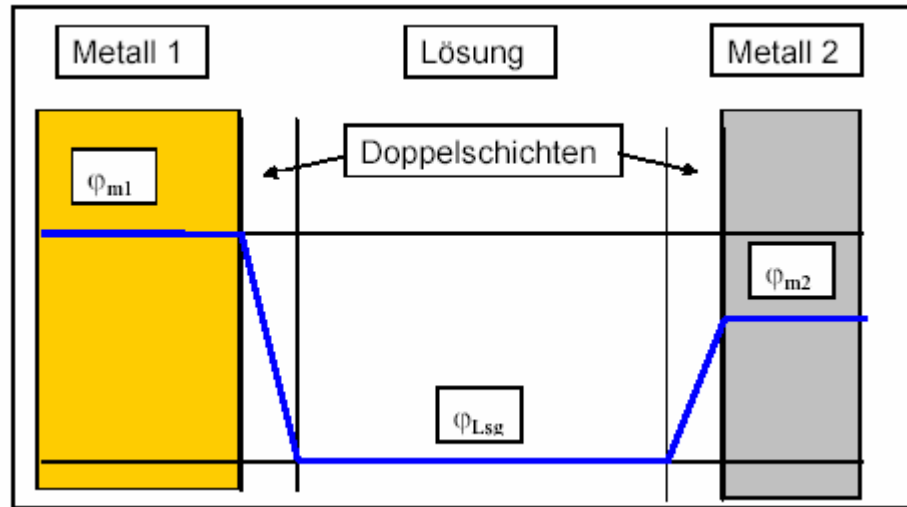 Metall 1
Lösung
Metall 2
Doppelschichten
φm1
φm2
φLsg